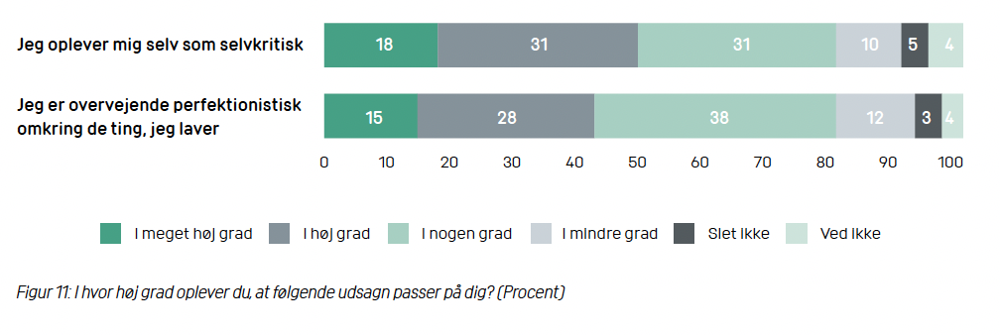 Jeg oplever mig selv som selvkritisk
18 31 31 10 5 4
Jeg er overvejende perfektionistisk
omkring de ting, jeg laver
15 28 38 12 3 4
0 10 20 30 40 50 60 70 80 90 100
I meget høj grad I høj grad I nogen grad I mindre grad Slet ikke Ved ikke
Figur 11: I hvor høj grad oplever du, at følgende udsagn passer på dig? (Procent)